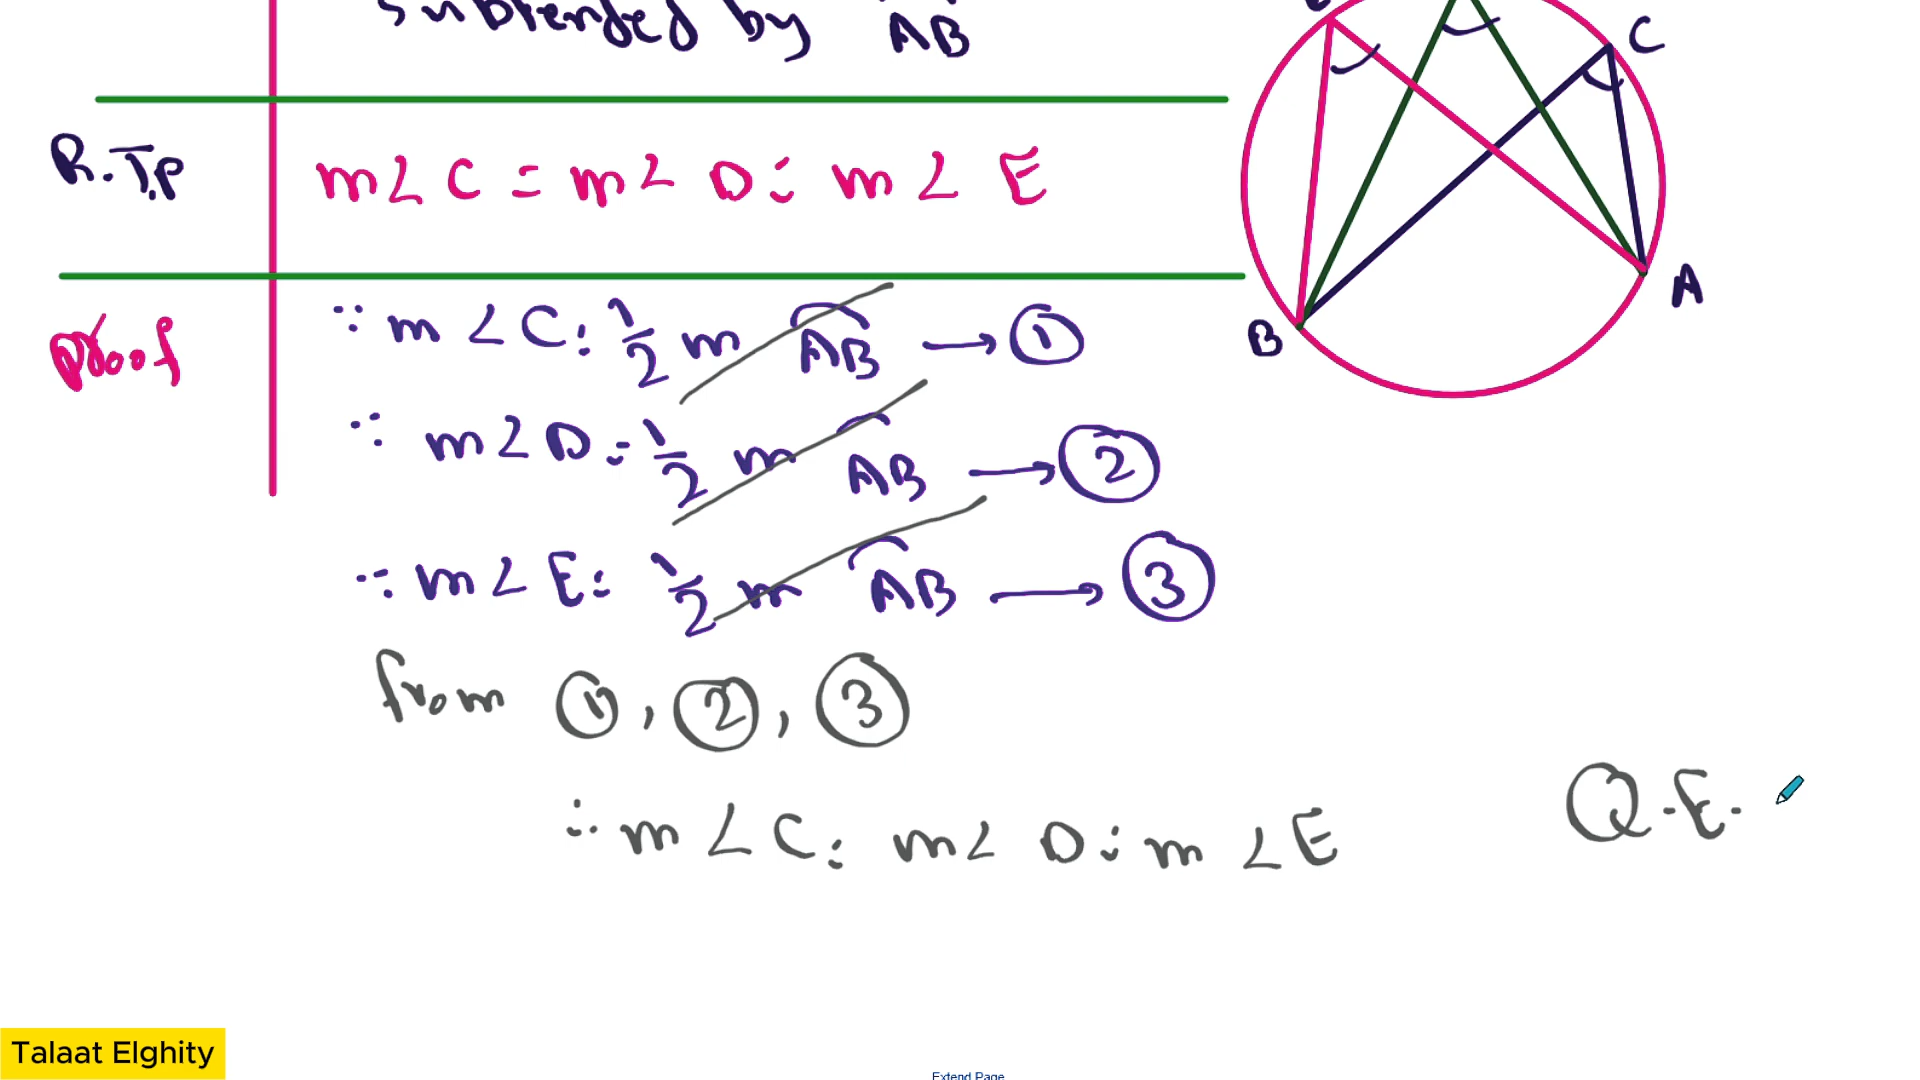 subtended by AB
C
R.T.P
m∠C = m∠D = m∠E
A
B
Proof
∵ m∠C = 1/2 m AB → ①
∵ m∠D = 1/2 m AB → ②
∵ m∠E = 1/2 m AB → ③
from ①, ②, ③
∴ m∠C = m∠D = m∠E
Q.E.
Talaat Elghity
Extend Page